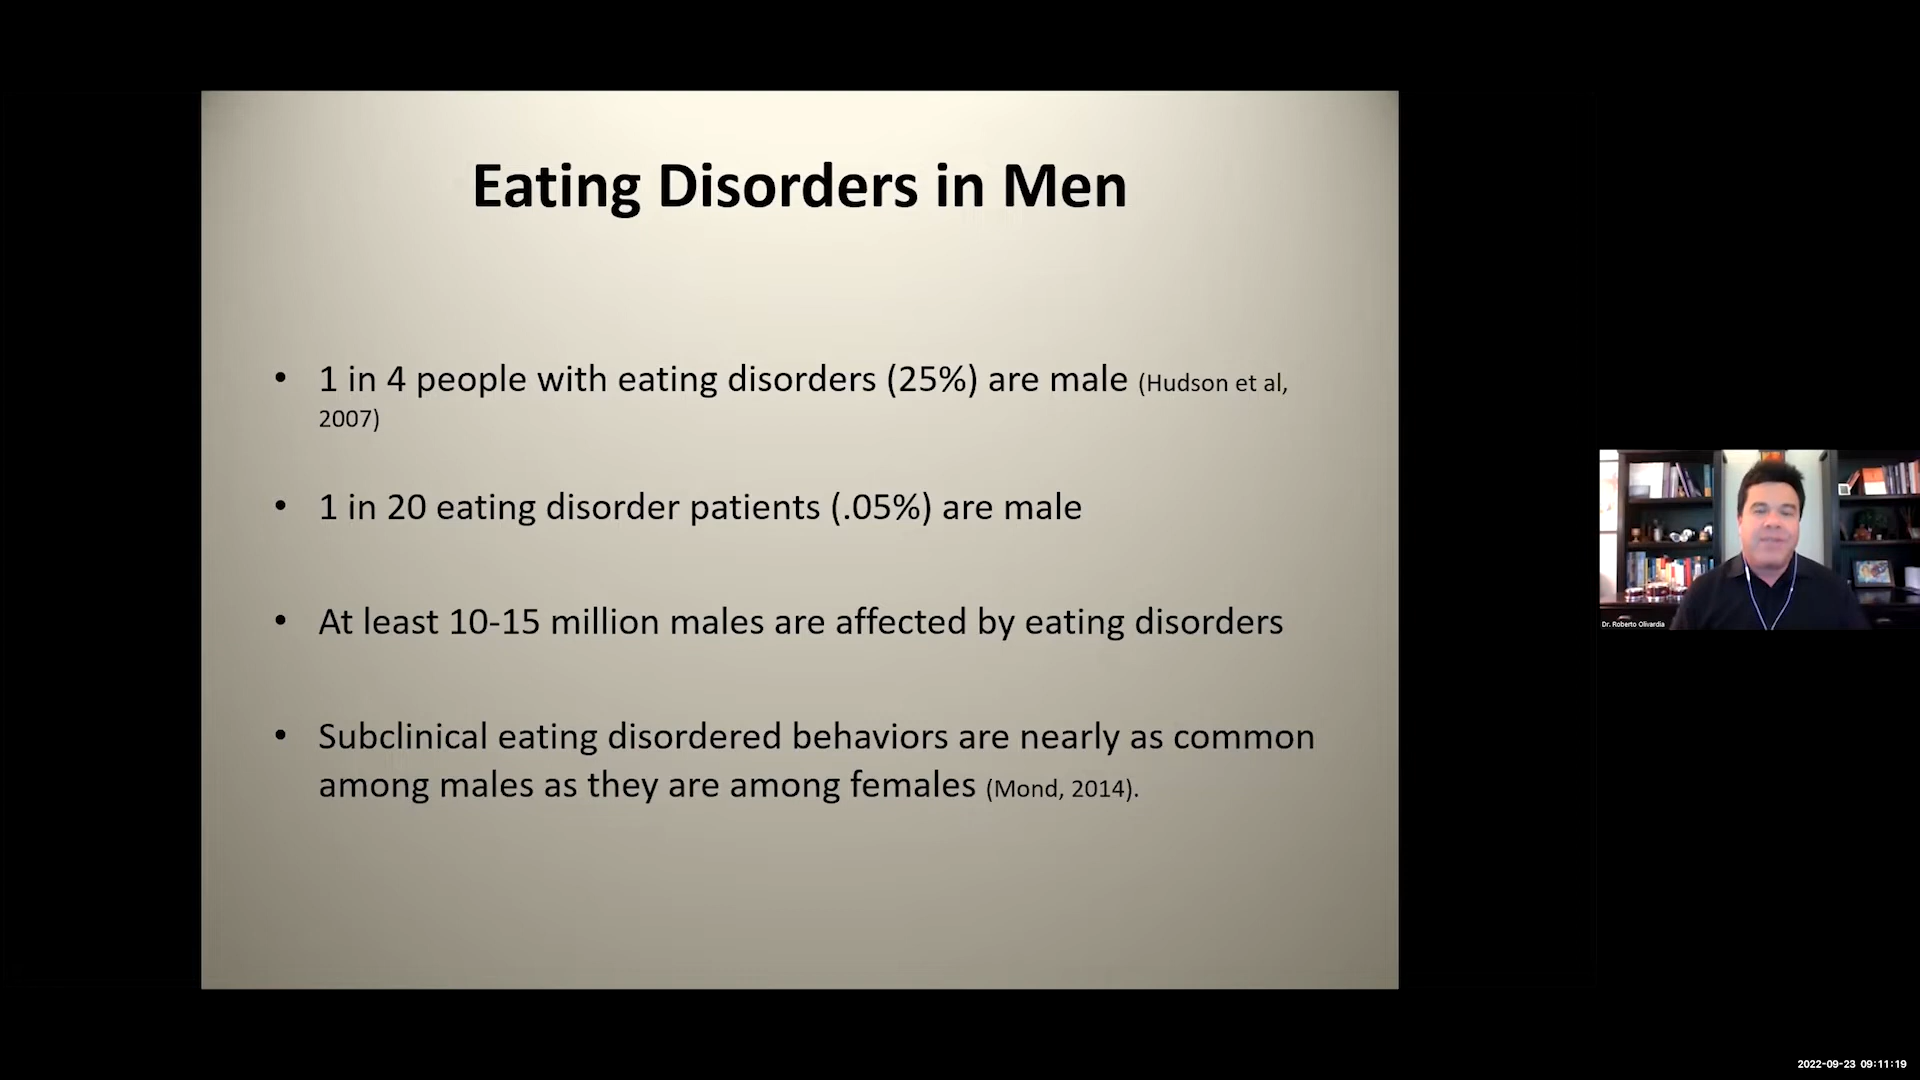 Eating Disorders in Men
• 1 in 4 people with eating disorders (25%) are male (Hudson et al,
2007)
• 1 in 20 eating disorder patients (.05%) are male
• At least 10-15 million males are affected by eating disorders
• Subclinical eating disordered behaviors are nearly as common
among males as they are among females (Mond, 2014).
Dr. Roberto Olivardia
2022-09-23 09:11:19